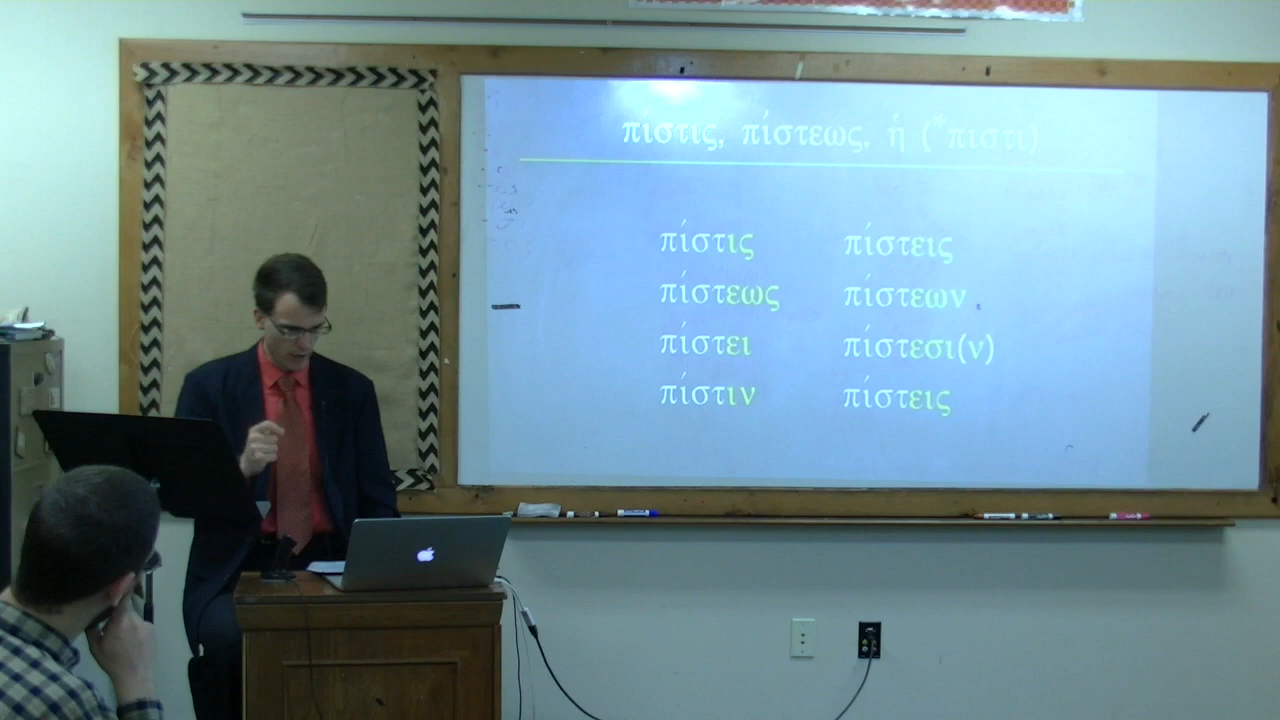 πίστις, πίστεως, ἡ (*πιστι)
πίστις πίστεις
πίστεως πίστεων
πίστει πίστεσι(ν)
πίστιν πίστεις